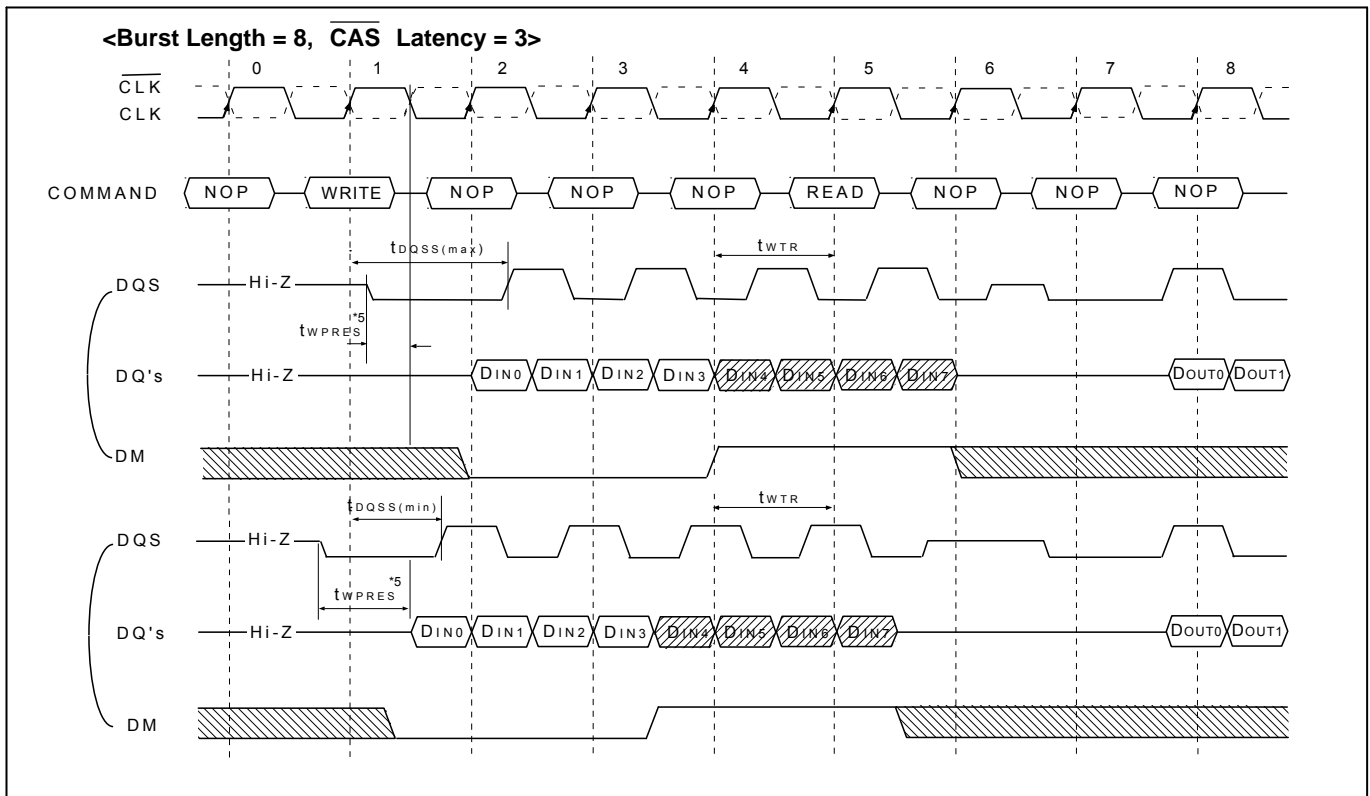 <Burst Length = 8, CAS Latency = 3>
0 1 2 3 4 5 6 7 8
CLK
CLK
COMMAND NOP WRITE NOP NOP NOP READ NOP NOP NOP
tDQSS(max) tWTR
DQS Hi-Z
tWPRES*5
DQ's Hi-Z DIN0 DIN1 DIN2 DIN3 DIN4 DIN5 DIN6 DIN7 DOUT0 DOUT1
DM
tDQSS(min) tWTR
DQS Hi-Z
tWPRES*5
DQ's Hi-Z DIN0 DIN1 DIN2 DIN3 DIN4 DIN5 DIN6 DIN7 DOUT0 DOUT1
DM